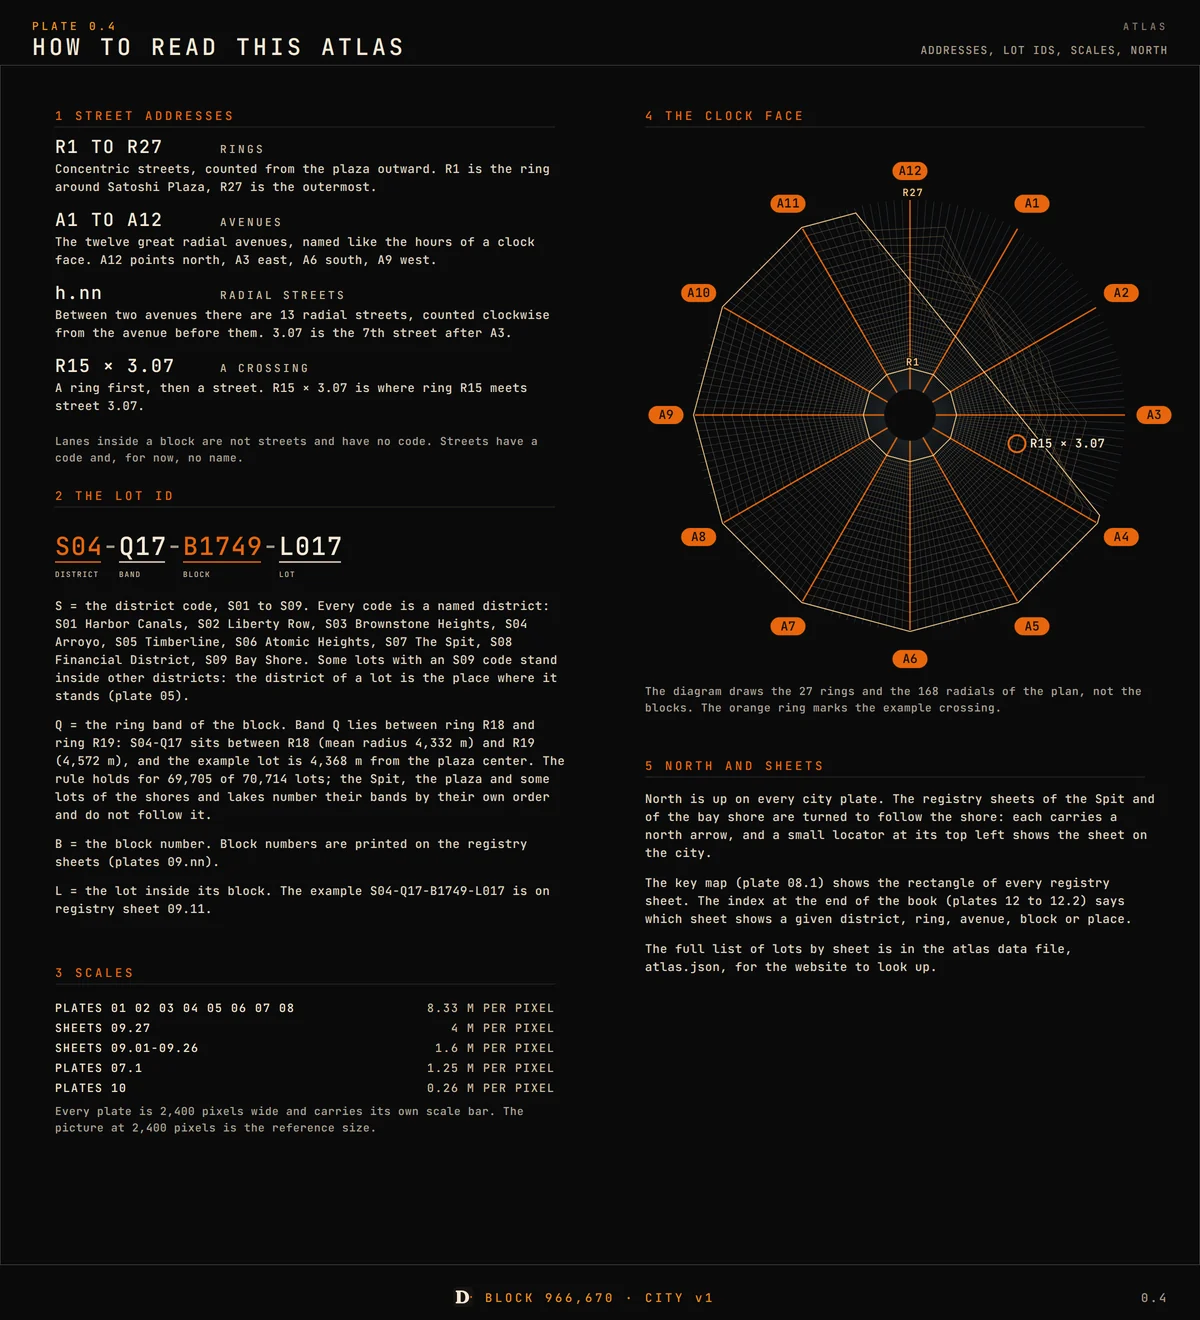 PLATE 0.4
HOW TO READ THIS ATLAS
ATLAS
ADDRESSES, LOT IDS, SCALES, NORTH
1 STREET ADDRESSES
R1 TO R27 RINGS
Concentric streets, counted from the plaza outward. R1 is the ring
around Satoshi Plaza, R27 is the outermost.
A1 TO A12 AVENUES
The twelve great radial avenues, named like the hours of a clock
face. A12 points north, A3 east, A6 south, A9 west.
h.nn RADIAL STREETS
Between two avenues there are 13 radial streets, counted clockwise
from the avenue before them. 3.07 is the 7th street after A3.
R15 × 3.07 A CROSSING
A ring first, then a street. R15 × 3.07 is where ring R15 meets
street 3.07.
Lanes inside a block are not streets and have no code. Streets have a
code and, for now, no name.
2 THE LOT ID
S04-Q17-B1749-L017
DISTRICT BAND BLOCK LOT
S = the district code, S01 to S09. Every code is a named district:
S01 Harbor Canals, S02 Liberty Row, S03 Brownstone Heights, S04
Arroyo, S05 Timberline, S06 Atomic Heights, S07 The Spit, S08
Financial District, S09 Bay Shore. Some lots with an S09 code stand
inside other districts: the district of a lot is the place where it
stands (plate 05).
Q = the ring band of the block. Band Q lies between ring R18 and
ring R19: S04-Q17 sits between R18 (mean radius 4,332 m) and R19
(4,572 m), and the example lot is 4,368 m from the plaza center. The
rule holds for 69,705 of 70,714 lots; the Spit, the plaza and some
lots of the shores and lakes number their bands by their own order
and do not follow it.
B = the block number. Block numbers are printed on the registry
sheets (plates 09.nn).
L = the lot inside its block. The example S04-Q17-B1749-L017 is on
registry sheet 09.11.
3 SCALES
PLATES 01 02 03 04 05 06 07 08 8.33 M PER PIXEL
SHEETS 09.27 4 M PER PIXEL
SHEETS 09.01-09.26 1.6 M PER PIXEL
PLATES 07.1 1.25 M PER PIXEL
PLATES 10 0.26 M PER PIXEL
Every plate is 2,400 pixels wide and carries its own scale bar. The
picture at 2,400 pixels is the reference size.
4 THE CLOCK FACE
A12
R27
A11
A1
A10
A2
R1
A9
A3
R15 × 3.07
A8
A4
A7
A5
A6
The diagram draws the 27 rings and the 168 radials of the plan, not the
blocks. The orange ring marks the example crossing.
5 NORTH AND SHEETS
North is up on every city plate. The registry sheets of the Spit and
of the bay shore are turned to follow the shore: each carries a
north arrow, and a small locator at its top left shows the sheet on
the city.
The key map (plate 08.1) shows the rectangle of every registry
sheet. The index at the end of the book (plates 12 to 12.2) says
which sheet shows a given district, ring, avenue, block or place.
The full list of lots by sheet is in the atlas data file,
atlas.json, for the website to look up.
D BLOCK 966,670 · CITY v1
0.4